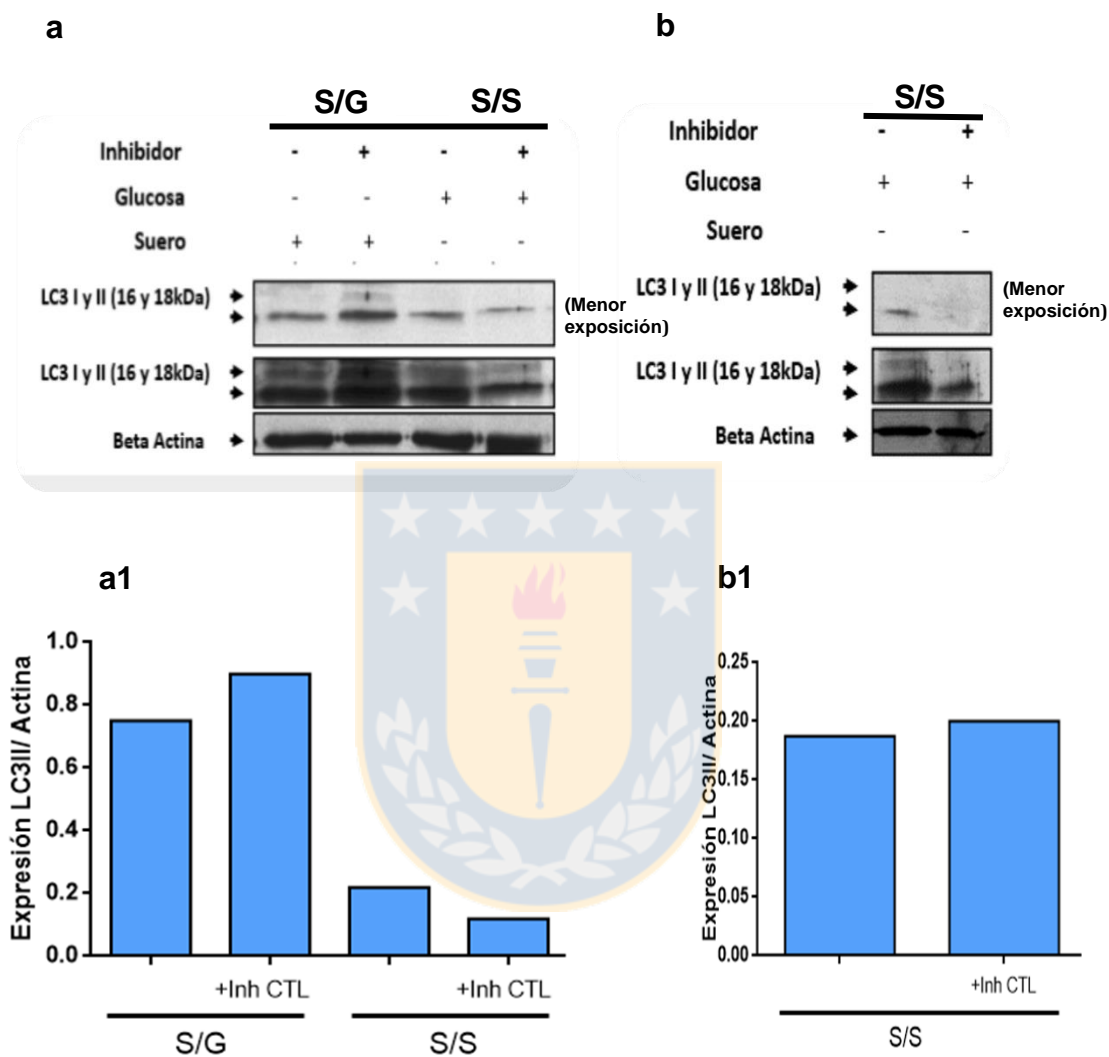 a
S/G S/S
Inhibidor - + - +
Glucosa - - + +
Suero + + - -
LC3 I y II (16 y 18kDa)
(Menor
exposición)
LC3 I y II (16 y 18kDa)
Beta Actina
b
S/S
Inhibidor - +
Glucosa + +
Suero - -
LC3 I y II (16 y 18kDa)
(Menor
exposición)
LC3 I y II (16 y 18kDa)
Beta Actina
a1
Expresión LC3II/ Actina
1.0
0.8
0.6
0.4
0.2
0.0
+Inh CTL +Inh CTL
S/G S/S
b1
Expresión LC3II/ Actina
0.25
0.20
0.15
0.10
0.05
0.00
+Inh CTL
S/S